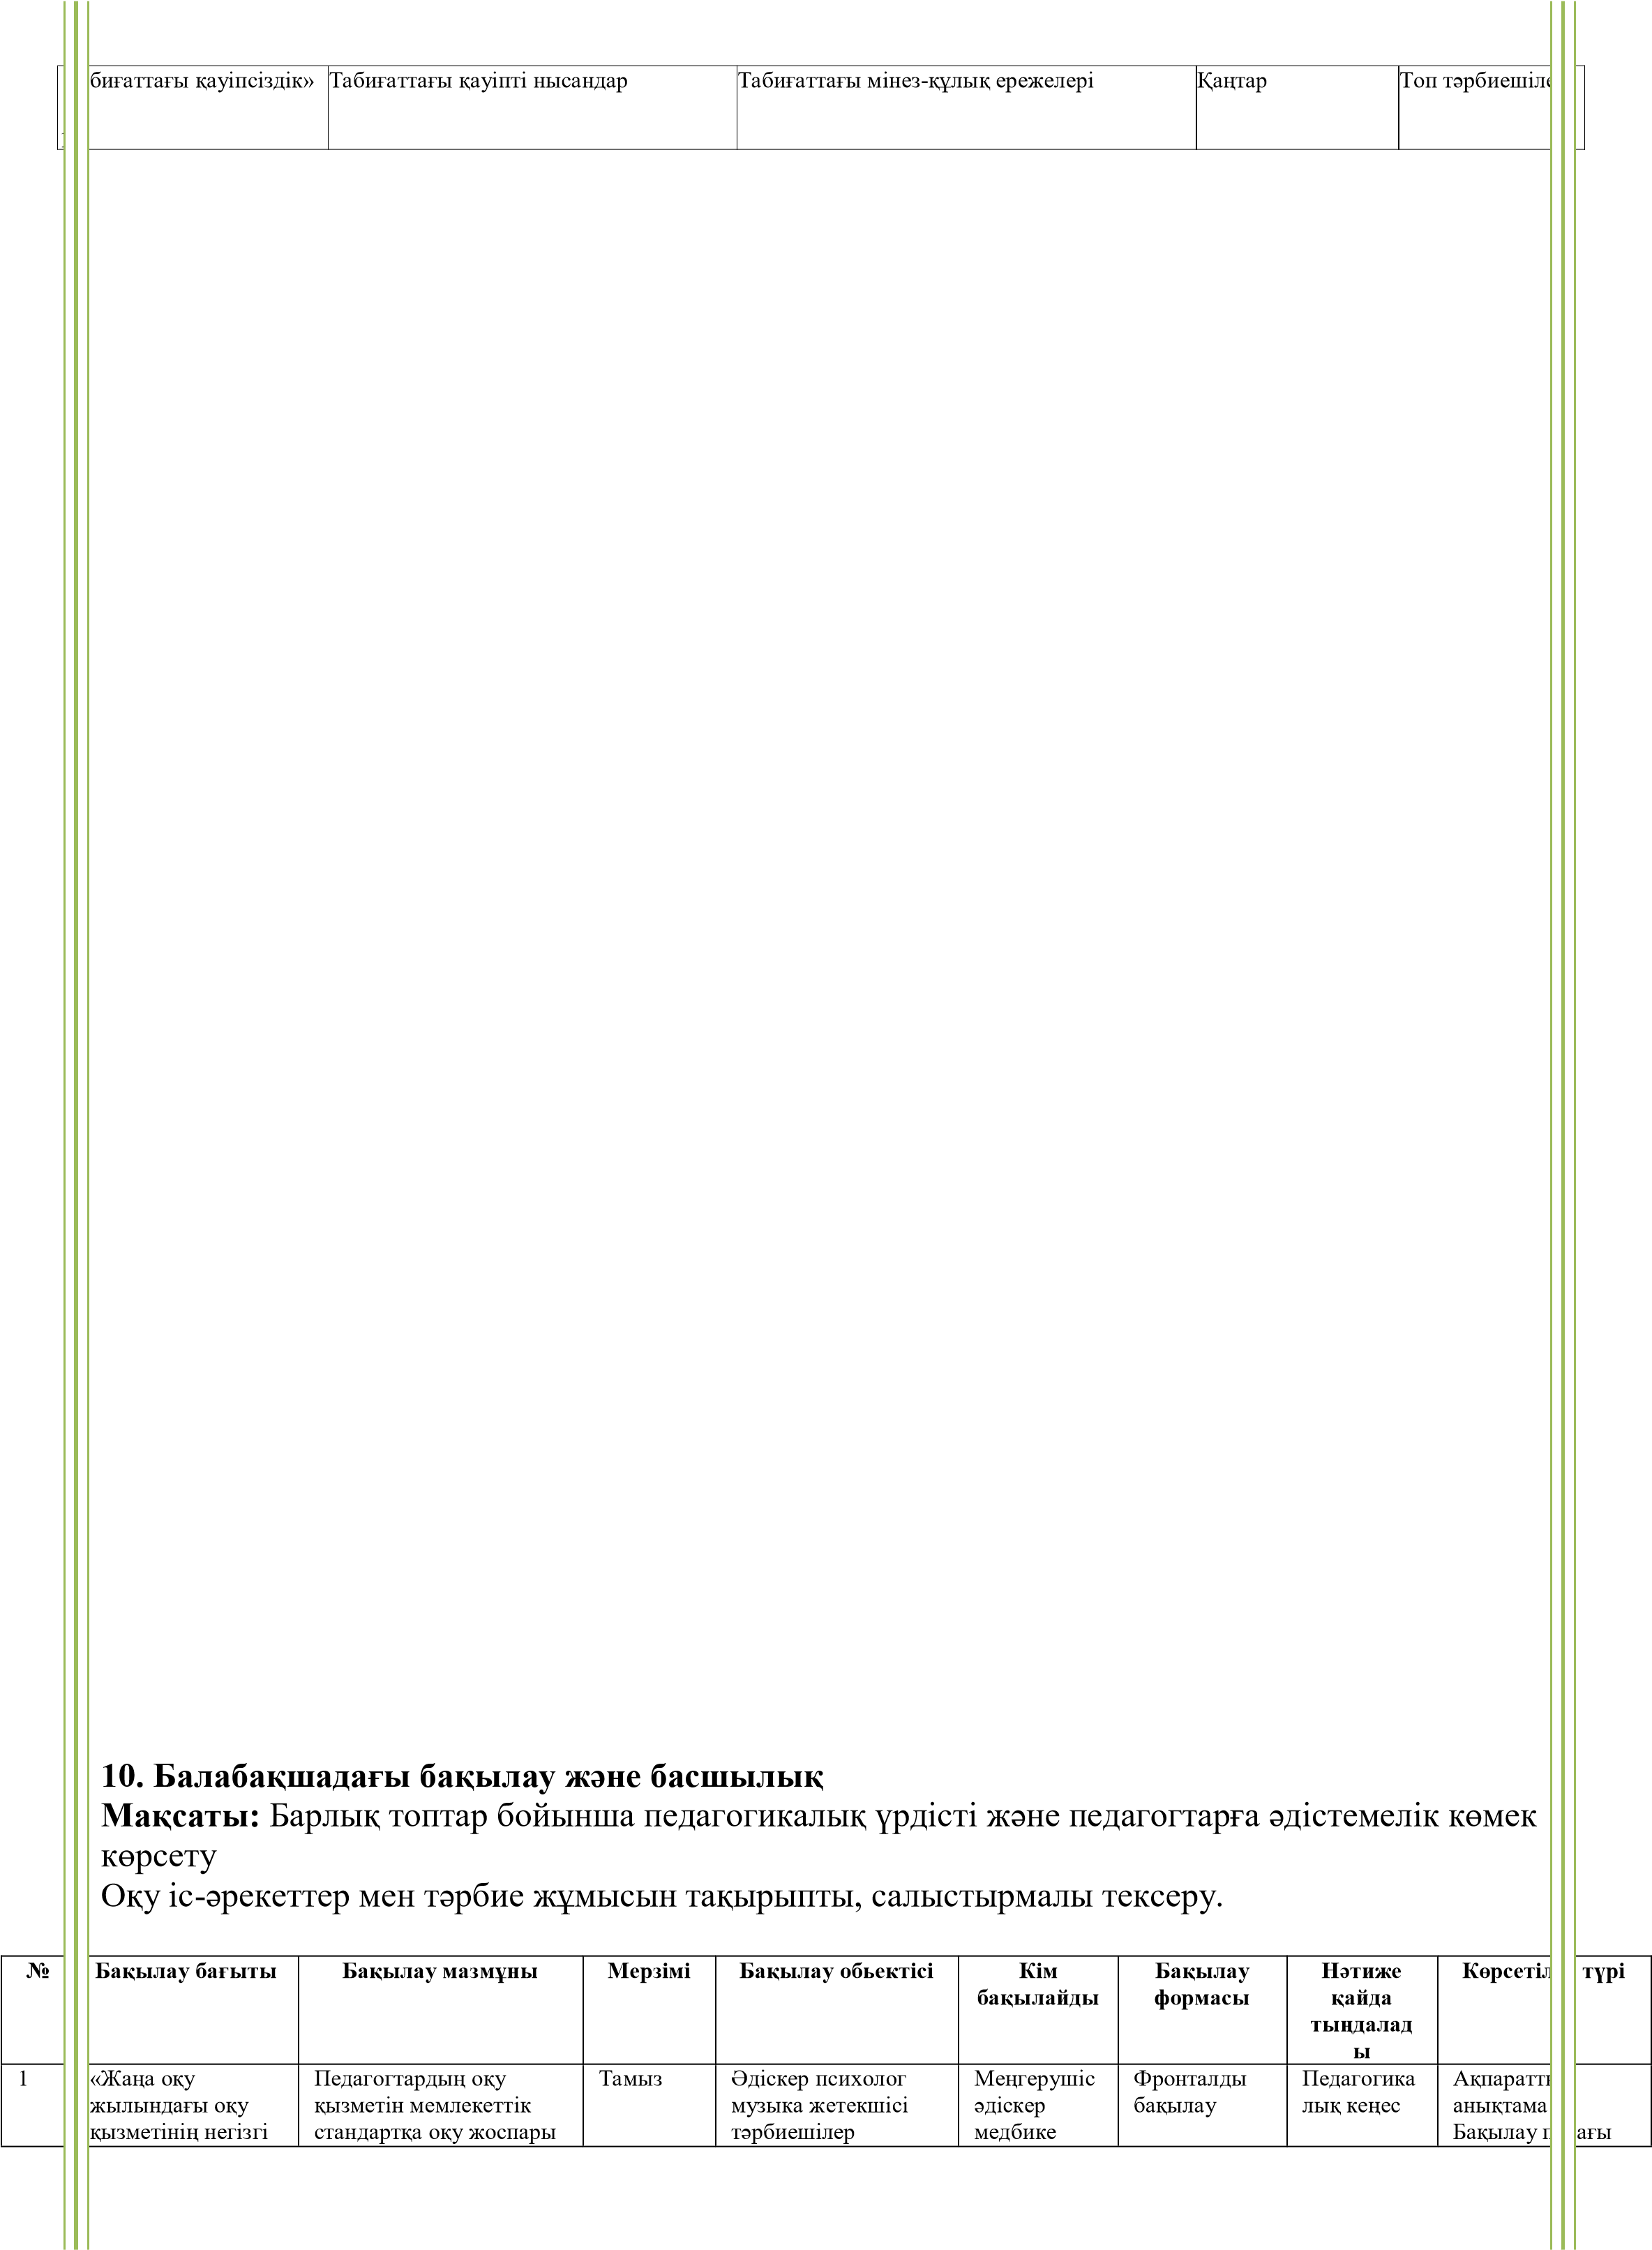 биғаттағы қауіпсіздік» Табиғаттағы қауіпті нысандар Табиғаттағы мінез-құлық ережелері Қаңтар Топ
10. Балабақшадағы бақылау және басшылық
Мақсаты: Барлық топтар бойынша педагогикалық үрдісті және педагогтарға әдістемелік көмек
көрсету
Оқу іс-әрекеттер мен тәрбие жұмысын тақырыпты, салыстырмалы тексеру.
№ Бақылау бағыты Бақылау мазмұны Мерзімі Бақылау обьектісі Кім Бақылау Нәтиже түрі
бақылайды формасы қайда
тыңдалад
ы
1 «Жаңа оқу Педагогтардың оқу Тамыз Әдіскер психолог Меңгерушіс Фронталды Педагогика
жылындағы оқу қызметін мемлекеттік музыка жетекшісі әдіскер бақылау лық кеңес анықтама
қызметінің негізгі стандартқа оқу жоспары тәрбиешілер медбике Бақылау